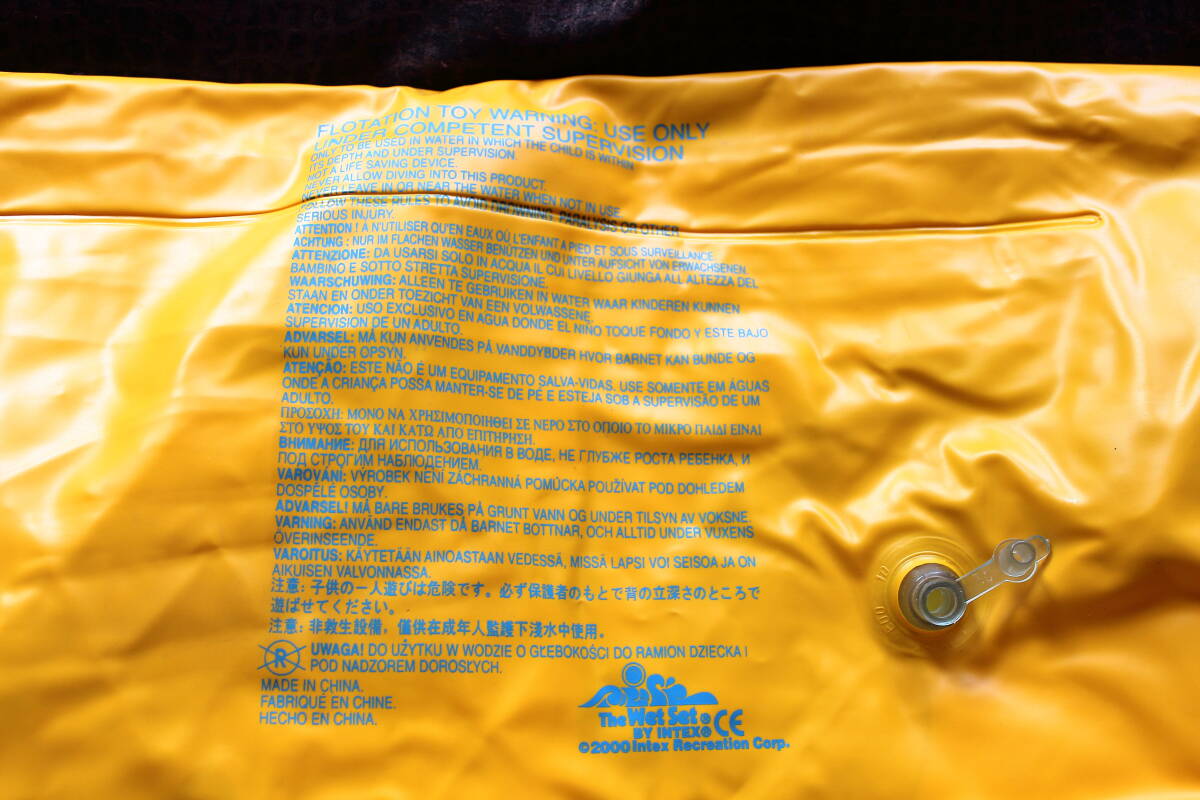 FLOTATION TOY WARNING: USE ONLY
UNDER COMPETENT SUPERVISION
ONLY TO BE USED IN WATER IN WHICH THE CHILD IS WITHIN
ITS DEPTH AND UNDER SUPERVISION.
NOT A LIFE SAVING DEVICE.
NEVER ALLOW DIVING INTO THIS PRODUCT.
NEVER LEAVE IN OR NEAR THE WATER WHEN NOT IN USE.
FOLLOW THESE RULES TO AVOID DROWNING, PARALYSIS OR OTHER
SERIOUS INJURY.
ATTENTION ! A N'UTILISER QU'EN EAUX OÙ L'ENFANT A PIED ET SOUS SURVEILLANCE.
ACHTUNG : NUR IM FLACHEN WASSER BENÜTZEN UND UNTER AUFSICHT VON ERWACHSENEN.
ATTENZIONE: DA USARSI SOLO IN ACQUA IL CUI LIVELLO GIUNGA ALL'ALTEZZA DEL
BAMBINO E SOTTO STRETTA SUPERVISIONE.
WAARSCHUWING: ALLEEN TE GEBRUIKEN IN WATER WAAR KINDEREN KUNNEN
STAAN EN ONDER TOEZICHT VAN EEN VOLWASSENE.
ATENCION: USO EXCLUSIVO EN AGUA DONDE EL NIÑO TOQUE FONDO Y ESTE BAJO
SUPERVISIÓN DE UN ADULTO.
ADVARSEL: MÅ KUN ANVENDES PÅ VANDDYBDER HVOR BARNET KAN BUNDE OG
KUN UNDER OPSYN.
ATENÇÃO: ESTE NÃO É UM EQUIPAMENTO SALVA-VIDAS. USE SOMENTE EM ÁGUAS
ONDE A CRIANÇA POSSA MANTER-SE DE PÉ E ESTEJA SOB A SUPERVISÃO DE UM
ADULTO.
ΠΡΟΣΟΧΗ: ΜΟΝΟ ΝΑ ΧΡΗΣΙΜΟΠΟΙΗΘΕΙ ΣΕ ΝΕΡΟ ΣΤΟ ΟΠΟΙΟ ΤΟ ΜΙΚΡΟ ΠΑΙΔΙ ΕΙΝΑΙ
ΣΤΟ ΥΨΟΣ ΤΟΥ ΚΑΙ ΚΑΤΩ ΑΠΟ ΕΠΙΤΗΡΗΣΗ.
ВНИМАНИЕ: ДЛЯ ИСПОЛЬЗОВАНИЯ В ВОДЕ, НЕ ГЛУБЖЕ РОСТА РЕБЕНКА, И
ПОД СТРОГИМ НАБЛЮДЕНИЕМ.
VAROVÁNÍ: VÝROBEK NENÍ ZÁCHRANNÁ POMŮCKA POUŽÍVAT POD DOHLEDEM
DOSPĚLÉ OSOBY.
ADVARSEL! MÅ BARE BRUKES PÅ GRUNT VANN OG UNDER TILSYN AV VOKSNE.
VARNING: ANVÄND ENDAST DÅ BARNET BOTTNAR, OCH ALLTID UNDER VUXENS
ÖVERINSEENDE.
VAROITUS: KÄYTETÄÄN AINOASTAAN VEDESSÄ, MISSÄ LAPSI VOI SEISOA JA ON
AIKUISEN VALVONNASSA.
注意: 子供の一人遊びは危険です。必ず保護者のもとで背の立深さのところで
遊ばせてください。
注意: 非救生設備，僅供在成年人監護下淺水中使用。
R UWAGA! DO UŻYTKU W WODZIE O GŁEBOKOŚCI DO RAMION DZIECKA I
POD NADZOREM DOROSŁYCH.
MADE IN CHINA.
FABRIQUÉ EN CHINE.
HECHO EN CHINA.
The Wet Set ® CE
BY INTEX®
©2000 Intex Recreation Corp.